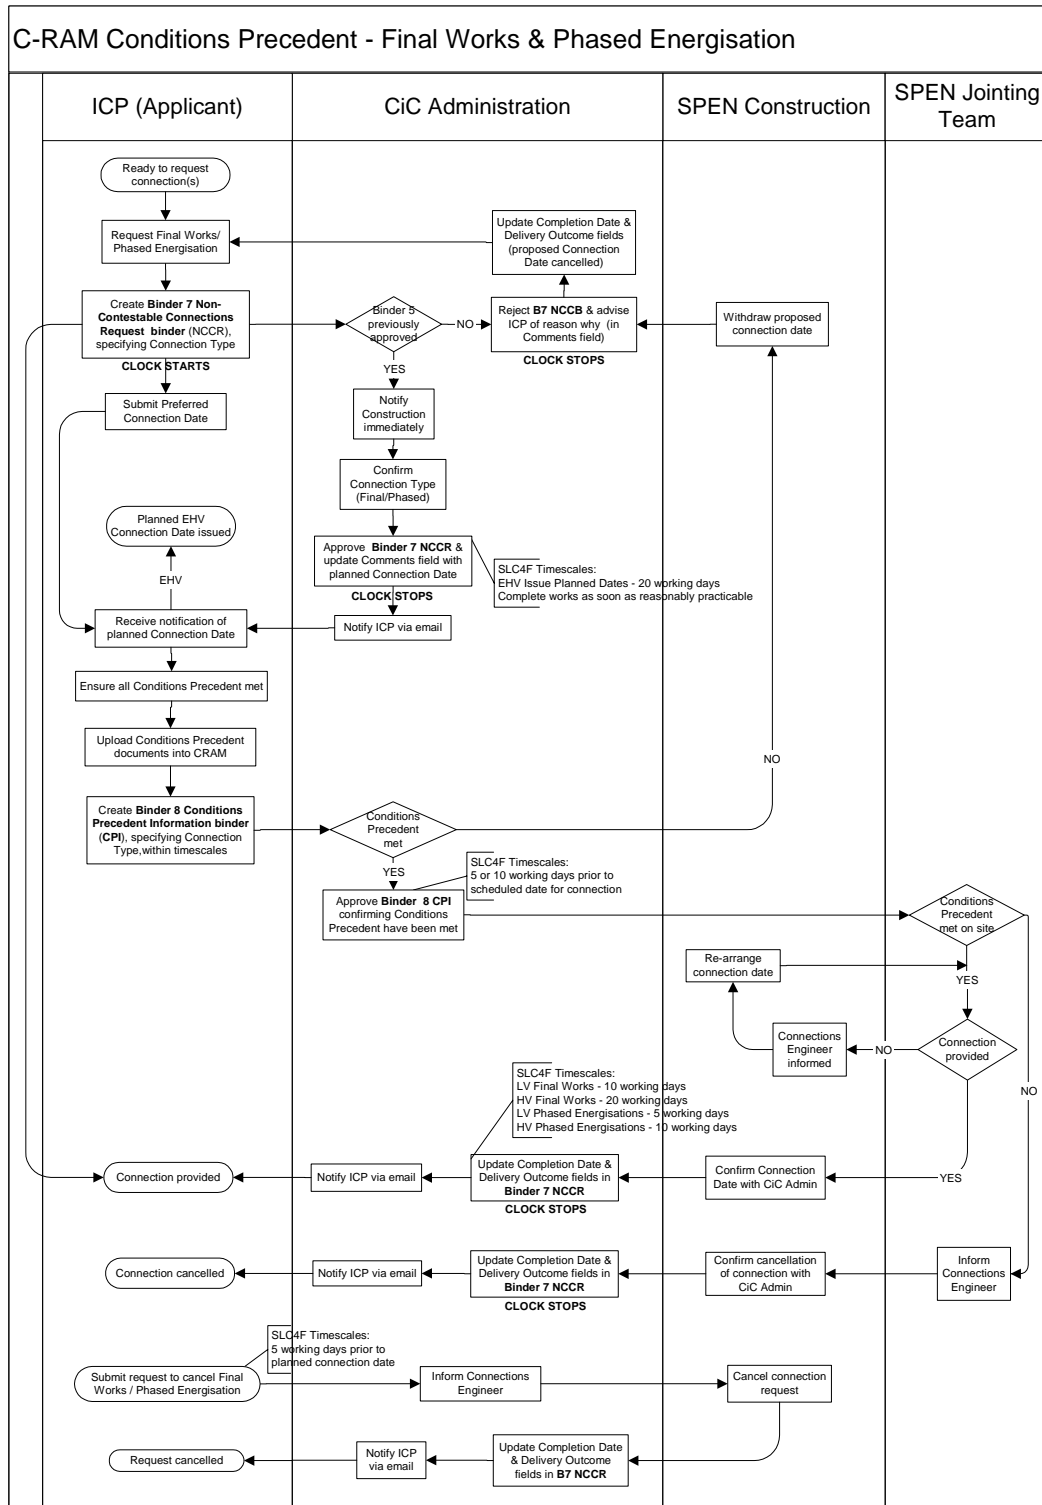 C-RAM Conditions Precedent - Final Works & Phased Energisation
ICP (Applicant)
CiC Administration
SPEN Construction
SPEN Jointing
Team
Ready to request
connection(s)
Request Final Works/
Phased Energisation
Update Completion Date &
Delivery Outcome fields
(proposed Connection
Date cancelled)
Create Binder 7 Non-
Contestable Connections
Request binder (NCCR),
specifying Connection Type
CLOCK STARTS
Binder 5
previously
approved
NO
YES
Reject B7 NCCB & advise
ICP of reason why (in
Comments field)
CLOCK STOPS
Withdraw proposed
connection date
Submit Preferred
Connection Date
Notify
Construction
immediately
Confirm
Connection Type
(Final/Phased)
Planned EHV
Connection Date issued
EHV
Approve Binder 7 NCCR &
update Comments field with
planned Connection Date
CLOCK STOPS
SLC4F Timescales:
EHV Issue Planned Dates - 20 working days
Complete works as soon as reasonably practicable
Receive notification of
planned Connection Date
Notify ICP via email
Ensure all Conditions Precedent met
Upload Conditions Precedent
documents into CRAM
NO
Create Binder 8 Conditions
Precedent Information binder
(CPI), specifying Connection
Type,within timescales
Conditions
Precedent
met
YES
SLC4F Timescales:
5 or 10 working days prior to
scheduled date for connection
Approve Binder 8 CPI
confirming Conditions
Precedent have been met
Conditions
Precedent
met on site
Re-arrange
connection date
YES
Connections
Engineer
informed
NO
Connection
provided
NO
SLC4F Timescales:
LV Final Works - 10 working days
HV Final Works - 20 working days
LV Phased Energisations - 5 working days
HV Phased Energisations - 10 working days
Connection provided
Notify ICP via email
Update Completion Date &
Delivery Outcome fields in
Binder 7 NCCR
CLOCK STOPS
Confirm Connection
Date with CiC Admin
YES
Connection cancelled
Notify ICP via email
Update Completion Date &
Delivery Outcome fields in
Binder 7 NCCR
CLOCK STOPS
Confirm cancellation
of connection with
CiC Admin
Inform
Connections
Engineer
SLC4F Timescales:
5 working days prior to
planned connection date
Submit request to cancel Final
Works / Phased Energisation
Inform Connections
Engineer
Cancel connection
request
Request cancelled
Notify ICP
via email
Update Completion Date
& Delivery Outcome
fields in B7 NCCR